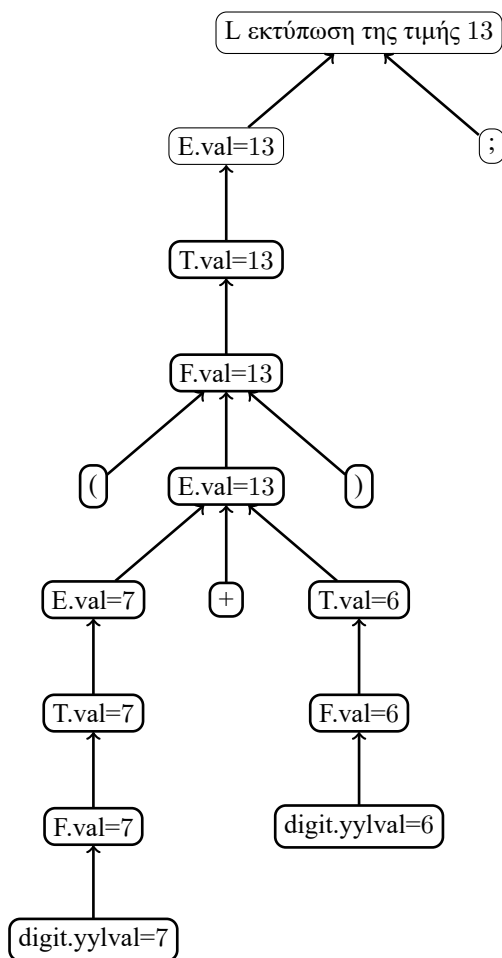 L εκτύπωση της τιμής 13
E.val=13
;
T.val=13
F.val=13
(
E.val=13
)
E.val=7
+
T.val=6
T.val=7
F.val=6
F.val=7
digit.yylval=6
digit.yylval=7